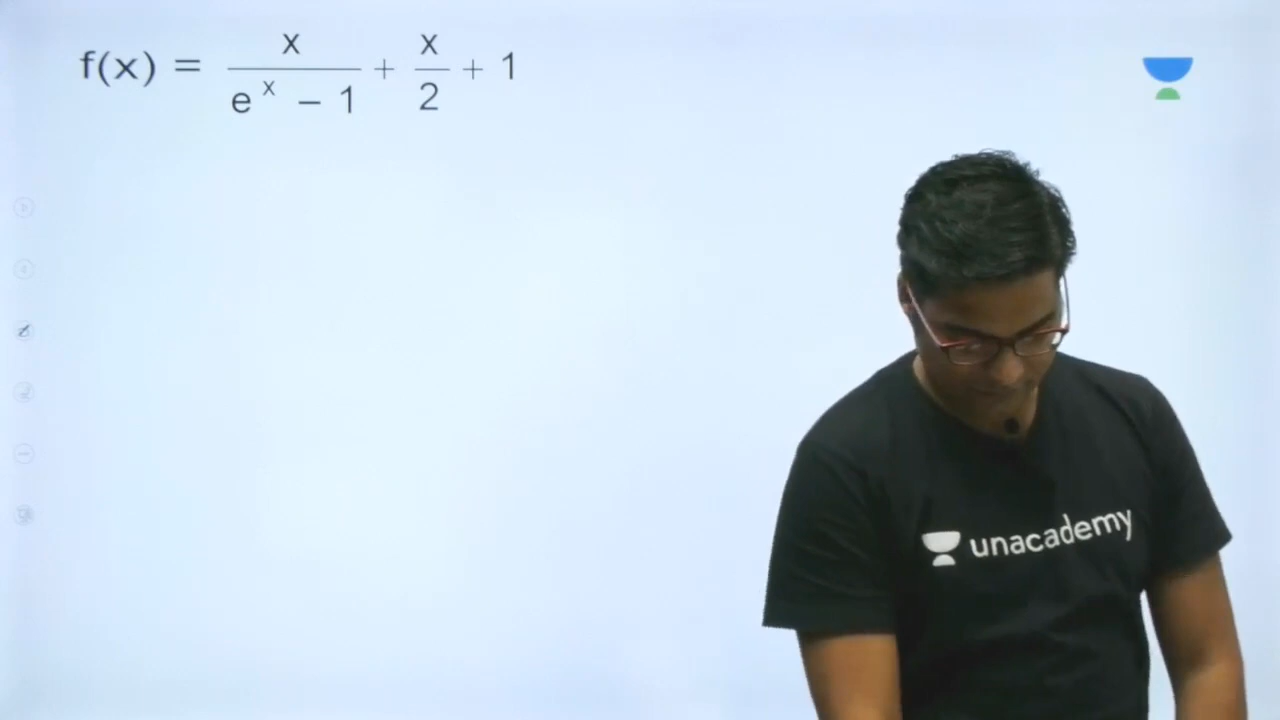 f(x) = x/(e^x − 1) + x/2 + 1
unacademy